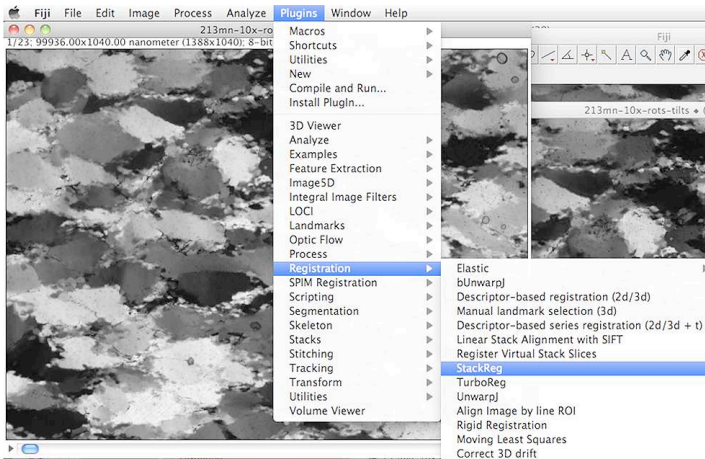 Fiji File Edit Image Process Analyze Plugins Window Help
213mn-10x-ro
1/23; 99936.00x1040.00 nanometer (1388x1040); 8-bit
Fiji
213mn-10x-rots-tilts
Macros
Shortcuts
Utilities
New
Compile and Run...
Install PlugIn...
3D Viewer
Analyze
Examples
Feature Extraction
Image5D
Integral Image Filters
LOCI
Landmarks
Optic Flow
Process
Registration
SPIM Registration
Scripting
Segmentation
Skeleton
Stacks
Stitching
Tracking
Transform
Utilities
Volume Viewer
Elastic
bUnwarpJ
Descriptor-based registration (2d/3d)
Manual landmark selection (3d)
Descriptor-based series registration (2d/3d + t)
Linear Stack Alignment with SIFT
Register Virtual Stack Slices
StackReg
TurboReg
UnwarpJ
Align Image by line ROI
Rigid Registration
Moving Least Squares
Correct 3D drift